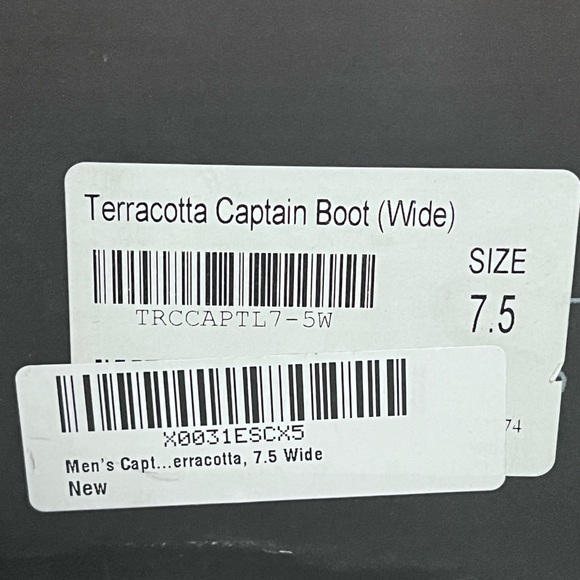 Terracotta Captain Boot (Wide)
SIZE
7.5
TRCCAPTL7-5W
74
X0031ESCX5
Men's Capt...erracotta, 7.5 Wide
New